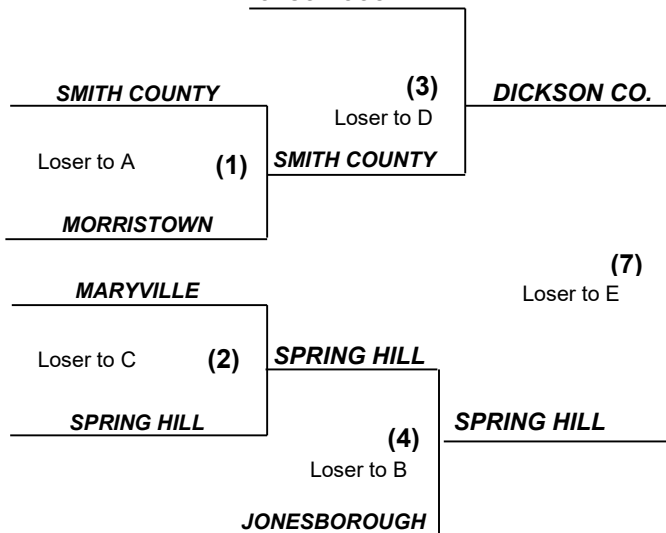 SMITH COUNTY
(3)
DICKSON CO.
Loser to D
Loser to A
(1)
SMITH COUNTY
MORRISTOWN
MARYVILLE
(7)
Loser to E
Loser to C
(2)
SPRING HILL
SPRING HILL
(4)
SPRING HILL
Loser to B
JONESBOROUGH